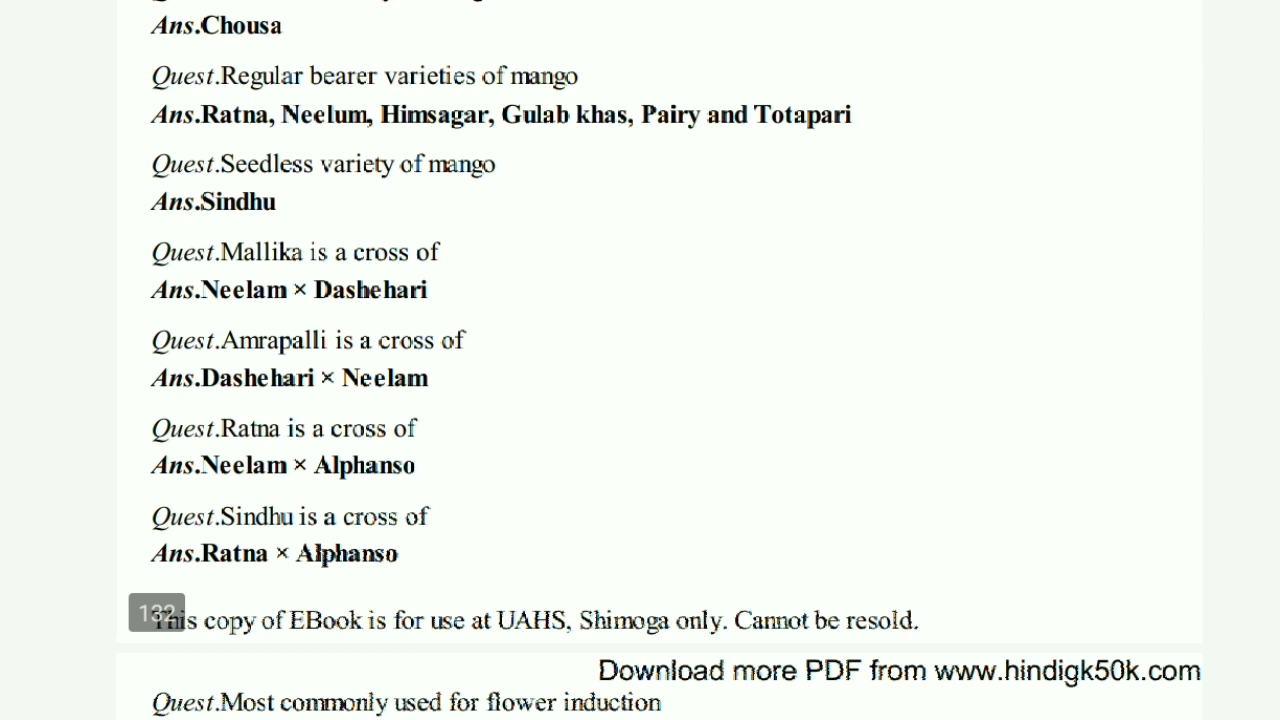 Ans.Chousa
Quest.Regular bearer varieties of mango
Ans.Ratna, Neelum, Himsagar, Gulab khas, Pairy and Totapari
Quest.Seedless variety of mango
Ans.Sindhu
Quest.Mallika is a cross of
Ans.Neelam × Dashehari
Quest.Amrapalli is a cross of
Ans.Dashehari × Neelam
Quest.Ratna is a cross of
Ans.Neelam × Alphanso
Quest.Sindhu is a cross of
Ans.Ratna × Alphanso
132
This copy of EBook is for use at UAHS, Shimoga only. Cannot be resold.
Download more PDF from www.hindigk50k.com
Quest.Most commonly used for flower induction